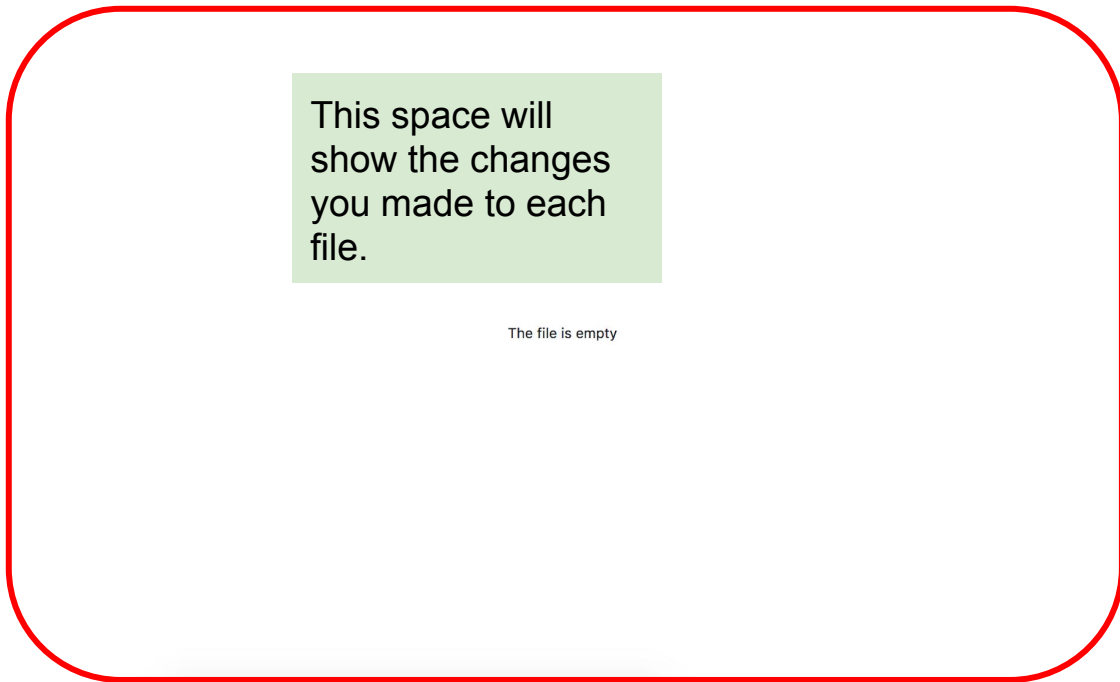 This space will
show the changes
you made to each
file.
The file is empty